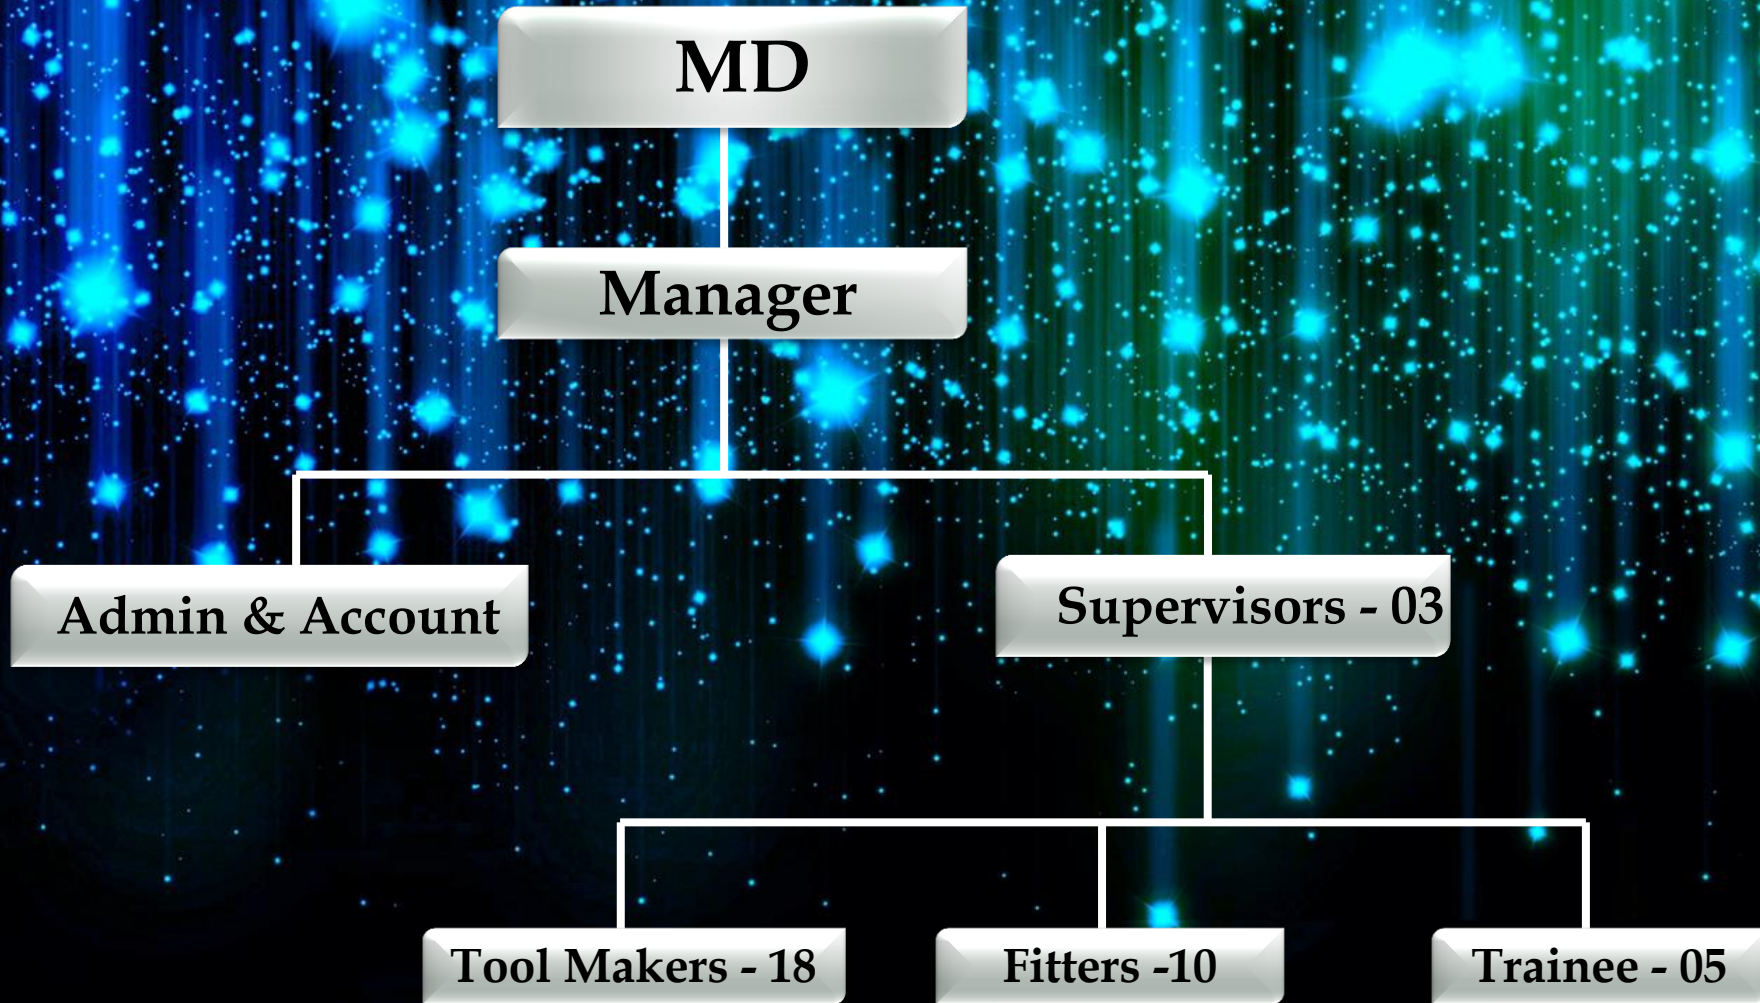 MD
Manager
Admin & Account
Supervisors - 03
Tool Makers - 18
Fitters -10
Trainee - 05